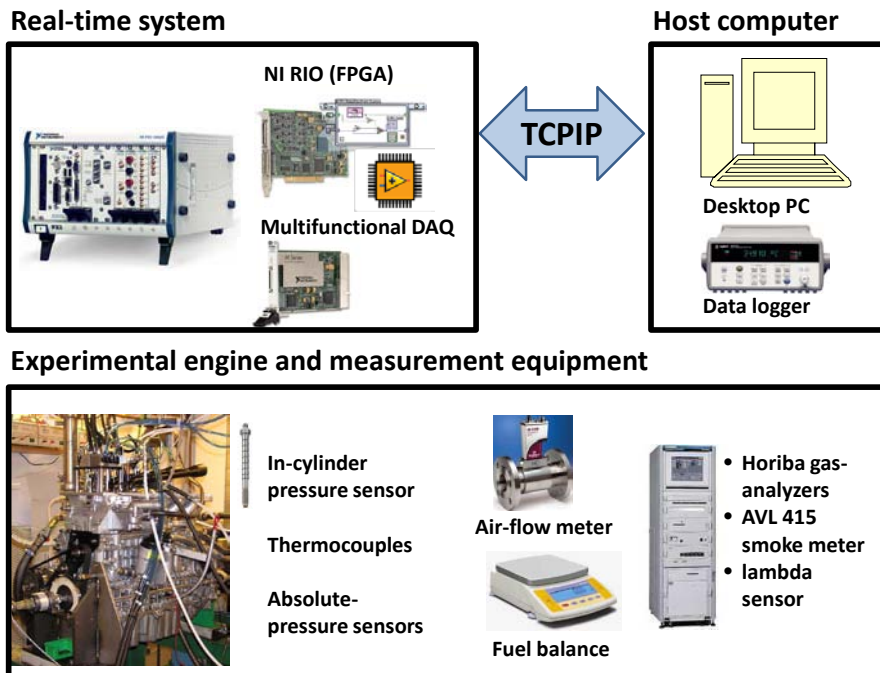 Real-time system
Host computer
NI RIO (FPGA)
TCPIP
Multifunctional DAQ
Desktop PC
Data logger
Experimental engine and measurement equipment
In-cylinder
pressure sensor
Thermocouples
Absolute-
pressure sensors
Air-flow meter
Fuel balance
• Horiba gas-
analyzers
• AVL 415
smoke meter
• lambda
sensor